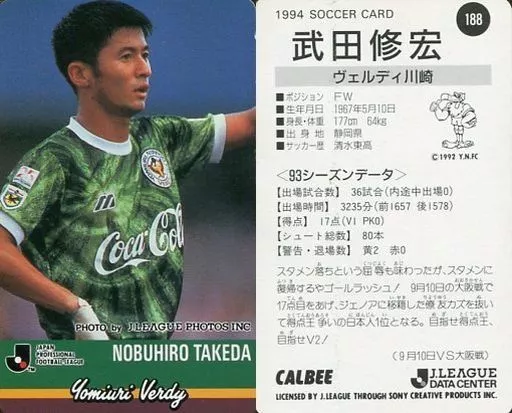 Coca-Cola
PHOTO by J.LEAGUE PHOTOS INC
JAPAN
PROFESSIONAL
FOOTBALL
LEAGUE
TM
NOBUHIRO TAKEDA
Yomiuri Verdy
1994 SOCCER CARD
188
武田修宏
ヴェルディ川崎
■ポジション FW
■生年月日 1967年5月10日
■身長・体重 177cm 64kg
■出身地 静岡県
■サッカー歴 清水東高
©1992 Y.N.FC
<93シーズンデータ>
【出場試合数】 36試合(内途中出場0)
【出場時間】 3235分(前1657 後1578)
【得点】 17点(V1 PK0)
【シュート総数】 80本
【警告・退場数】 黄2 赤0
スタメン落ちという屈辱も味わったが、スタメンに
復帰するやゴールラッシュ! 9月10日の大阪戦で
17点目をあげ、ジェノアに移籍した僚友カズを抜い
て得点王争いの日本人1位となる。目指せ得点王、
目指せV2!
(9月10日VS大阪戦)
CALBEE
J.LEAGUE
DATA CENTER
LICENSED BY J.LEAGUE THROUGH SONY CREATIVE PRODUCTS INC.